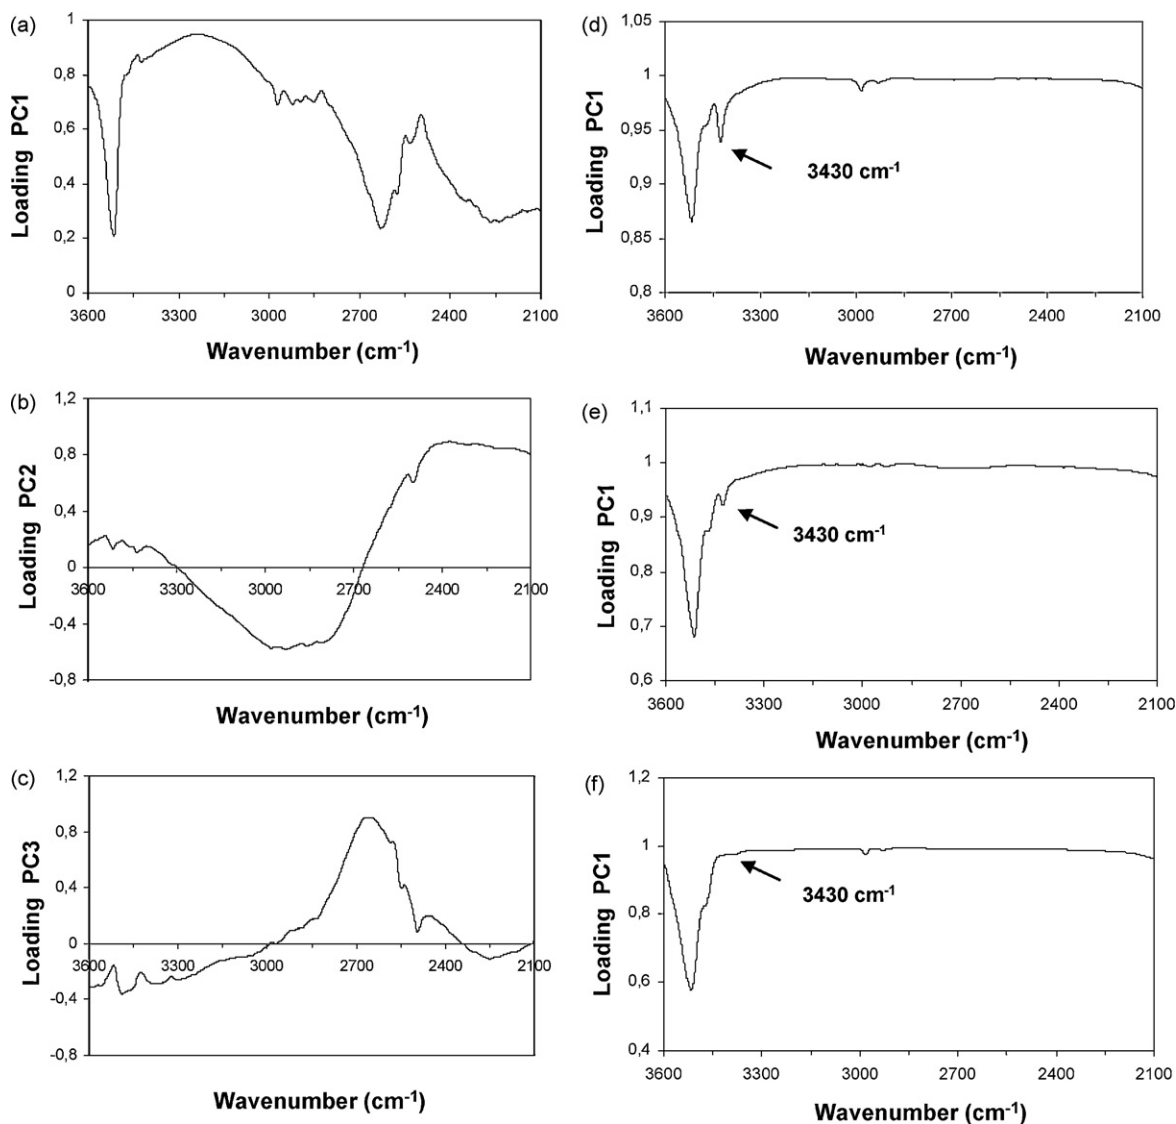 (a)
Loading PC1
1
0,8
0,6
0,4
0,2
0
3600 3300 3000 2700 2400 2100
Wavenumber (cm-1)
(d)
Loading PC1
1,05
1
0,95
0,9
0,85
0,8
3430 cm-1
3600 3300 3000 2700 2400 2100
Wavenumber (cm-1)
(b)
Loading PC2
1,2
0,8
0,4
0
-0,4
-0,8
3600 3300 3000 2700 2400 2100
Wavenumber (cm-1)
(e)
Loading PC1
1,1
1
0,9
0,8
0,7
0,6
3430 cm-1
3600 3300 3000 2700 2400 2100
Wavenumber (cm-1)
(c)
Loading PC3
1,2
0,8
0,4
0
-0,4
-0,8
3600 3300 3000 2700 2400 2100
Wavenumber (cm-1)
(f)
Loading PC1
1,2
1
0,8
0,6
0,4
3430 cm-1
3600 3300 3000 2700 2400 2100
Wavenumber (cm-1)